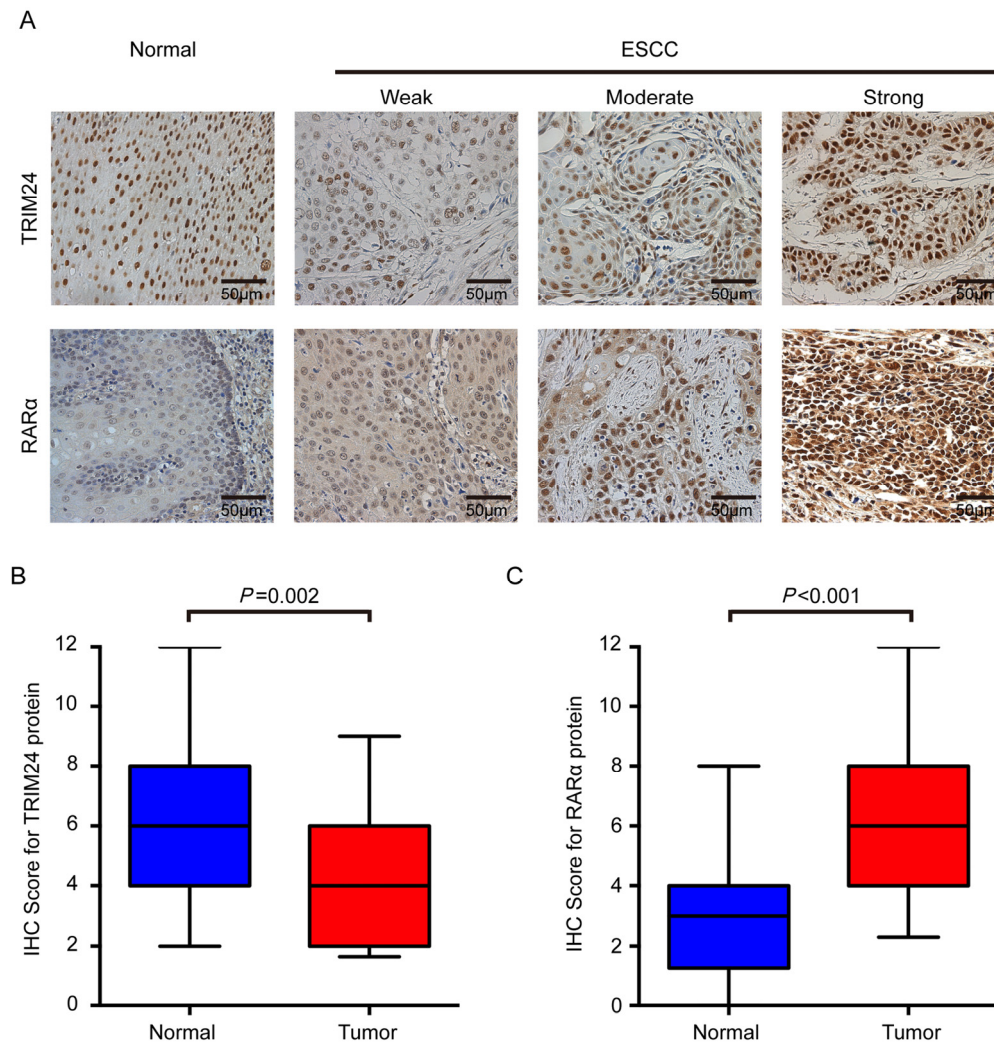 A
Normal
ESCC
Weak
Moderate
Strong
TRIM24
50μm
50μm
50μm
50μm
RARα
50μm
50μm
50μm
50μm
B
P=0.002
IHC Score for TRIM24 protein
12
10
8
6
4
2
0
Normal
Tumor
C
P<0.001
IHC Score for RARα protein
12
10
8
6
4
2
0
Normal
Tumor